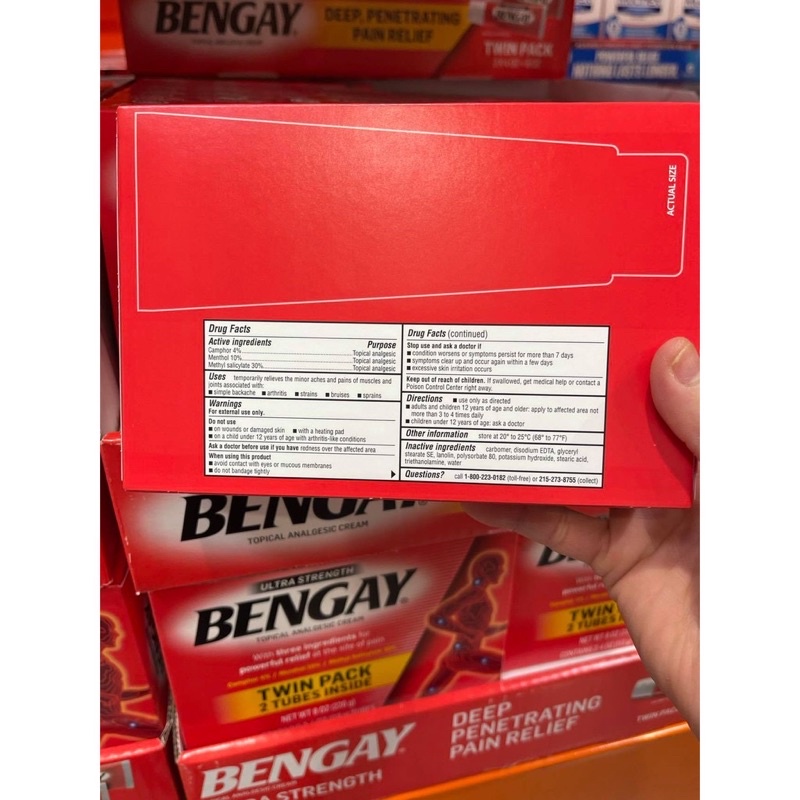 BENGAY
DEEP, PENETRATING
PAIN RELIEF
BENGAY
TWIN PACK
ACTUAL SIZE
Drug Facts
Active ingredients Purpose
Camphor 4% Topical analgesic
Menthol 10% Topical analgesic
Methyl salicylate 30% Topical analgesic
Uses temporarily relieves the minor aches and pains of muscles and
joints associated with:
■ simple backache ■ arthritis ■ strains ■ bruises ■ sprains
Warnings
For external use only.
Do not use
■ on wounds or damaged skin ■ with a heating pad
■ on a child under 12 years of age with arthritis-like conditions
Ask a doctor before use if you have redness over the affected area
When using this product
■ avoid contact with eyes or mucous membranes
■ do not bandage tightly
Drug Facts (continued)
Stop use and ask a doctor if
■ condition worsens or symptoms persist for more than 7 days
■ symptoms clear up and occur again within a few days
■ excessive skin irritation occurs
Keep out of reach of children. If swallowed, get medical help or contact a
Poison Control Center right away.
Directions ■ use only as directed
■ adults and children 12 years of age and older: apply to affected area not
more than 3 to 4 times daily
■ children under 12 years of age: ask a doctor
Other information store at 20° to 25°C (68° to 77°F)
Inactive ingredients carbomer, disodium EDTA, glyceryl
stearate SE, lanolin, polysorbate 80, potassium hydroxide, stearic acid,
triethanolamine, water
Questions? call 1-800-223-0182 (toll-free) or 215-273-8755 (collect)
BENGAY
TOPICAL ANALGESIC CREAM
ULTRA STRENGTH
BENGAY
TOPICAL ANALGESIC CREAM
With three ingredients for
powerful relief at the site of pain
TWIN PACK
2 TUBES INSIDE
TWIN
2 TUBES
BENGAY
STRENGTH
DEEP
PENETRATING
PAIN RELIEF